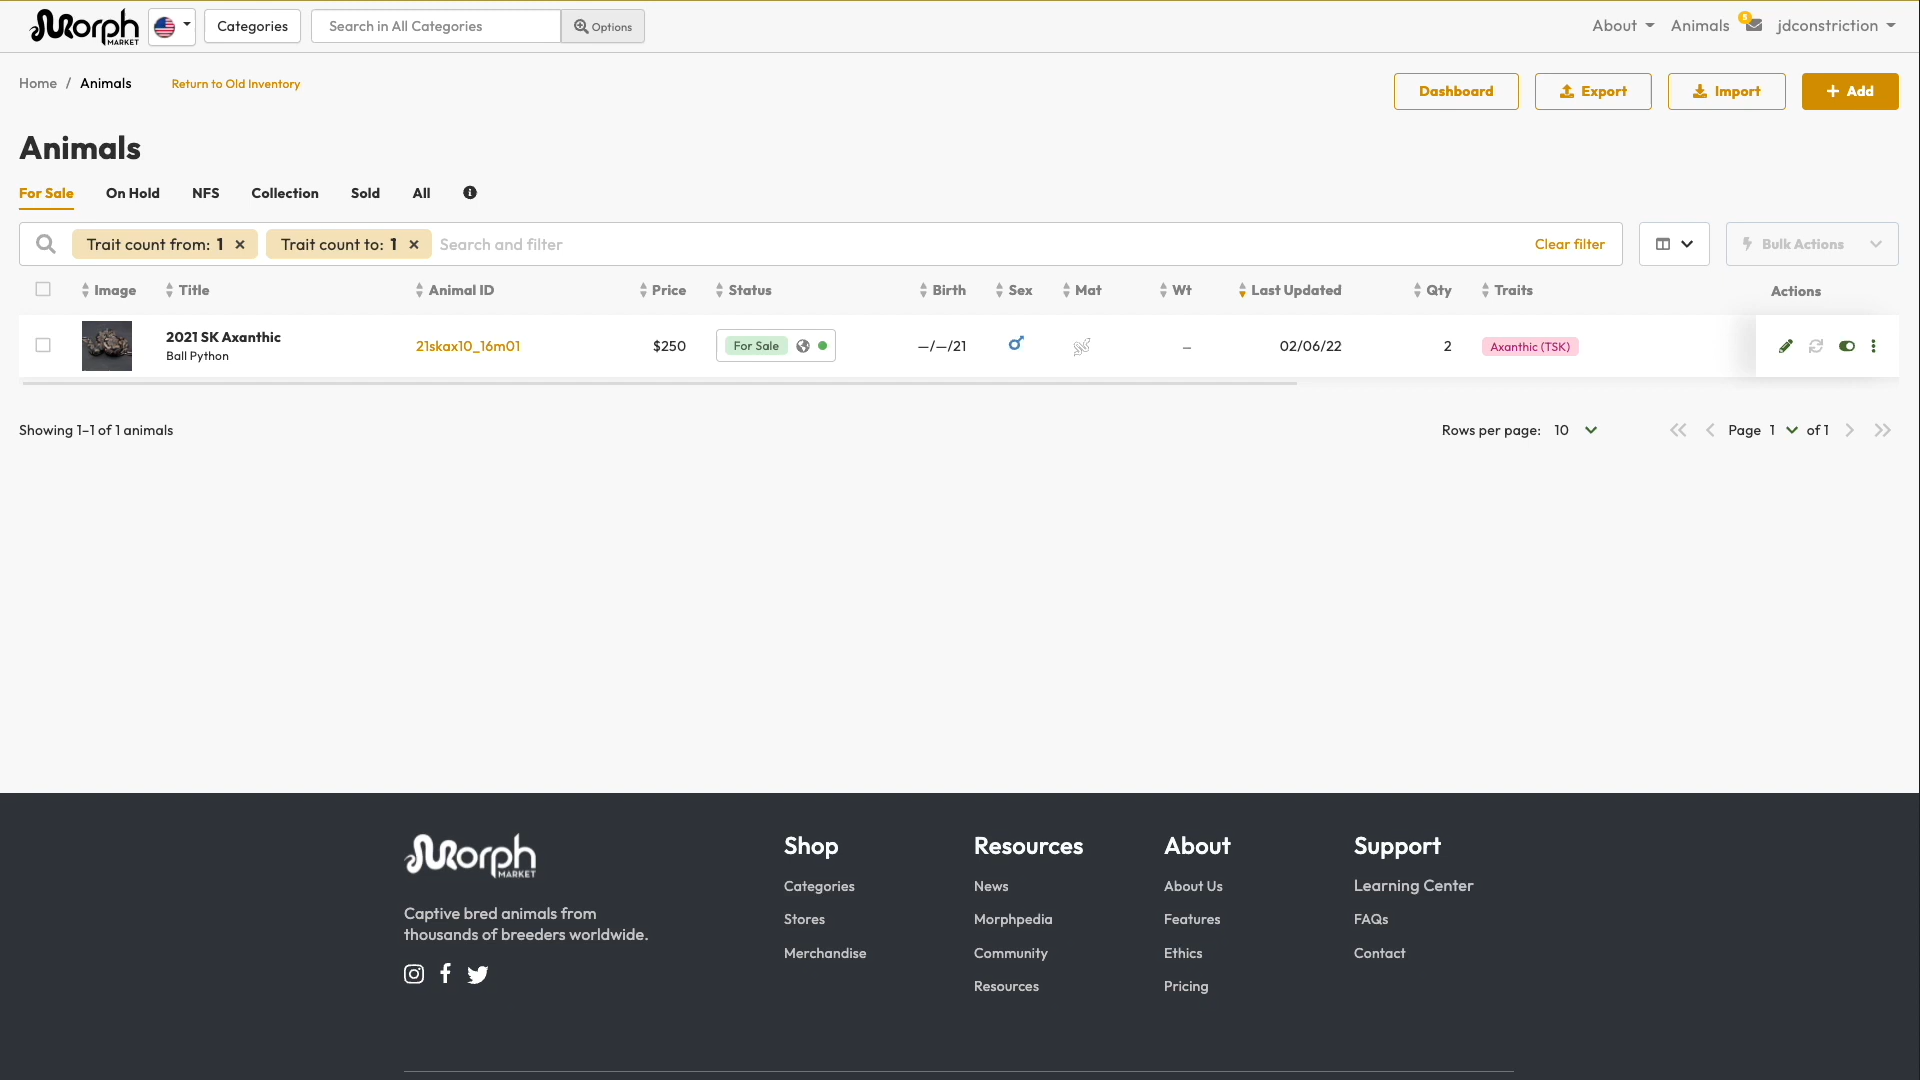 Morph MARKET Categories Search in All Categories Options About Animals 5 jdconstriction
Home / Animals Return to Old Inventory Dashboard Export Import + Add
Animals
For Sale On Hold NFS Collection Sold All
Trait count from: 1 × Trait count to: 1 × Search and filter Clear filter Bulk Actions
Image Title Animal ID Price Status Birth Sex Mat Wt Last Updated Qty Traits Actions
2021 SK Axanthic
Ball Python
21skax10_16m01 $250 For Sale —/—/21 – 02/06/22 2 Axanthic (TSK)
Showing 1–1 of 1 animals Rows per page: 10 Page 1 of 1
Morph MARKET
Captive bred animals from
thousands of breeders worldwide.
Shop
Categories
Stores
Merchandise
Resources
News
Morphpedia
Community
Resources
About
About Us
Features
Ethics
Pricing
Support
Learning Center
FAQs
Contact